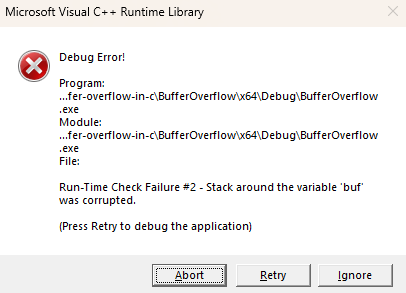 Microsoft Visual C++ Runtime Library
Debug Error!
Program:
...fer-overflow-in-c\BufferOverflow\x64\Debug\BufferOverflow
.exe
Module:
...fer-overflow-in-c\BufferOverflow\x64\Debug\BufferOverflow
.exe
File:
Run-Time Check Failure #2 - Stack around the variable 'buf'
was corrupted.
(Press Retry to debug the application)
Abort
Retry
Ignore